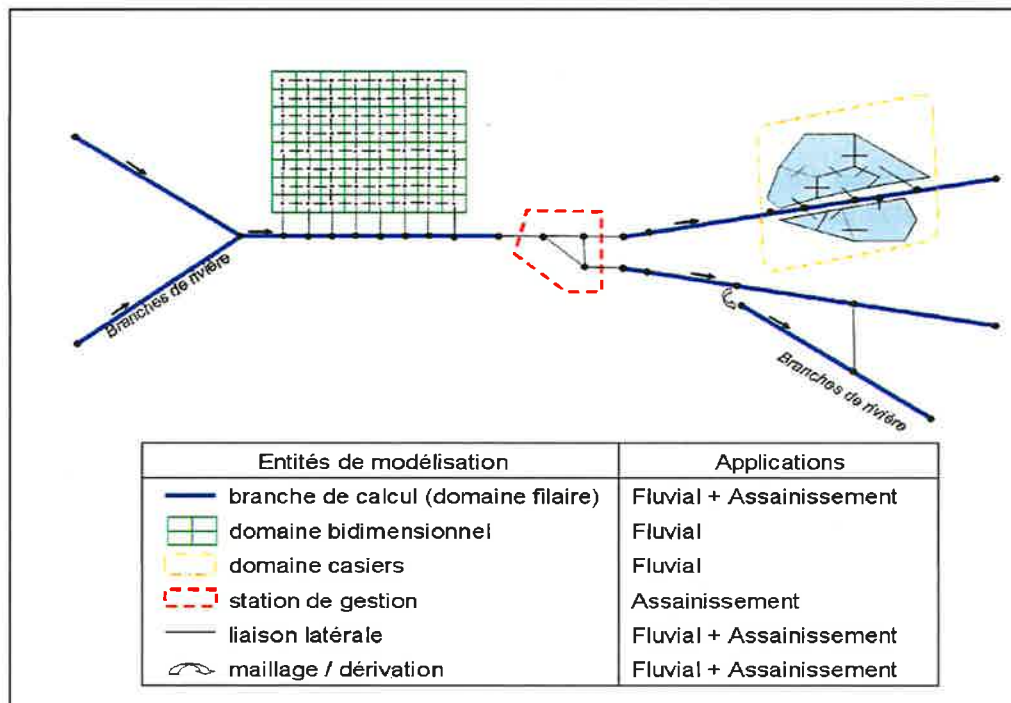 Branches de rivière
Branches de rivière
Entités de modélisation Applications
branche de calcul (domaine filaire) Fluvial + Assainissement
domaine bidimensionnel Fluvial
domaine casiers Fluvial
station de gestion Assainissement
liaison latérale Fluvial + Assainissement
maillage / dérivation Fluvial + Assainissement